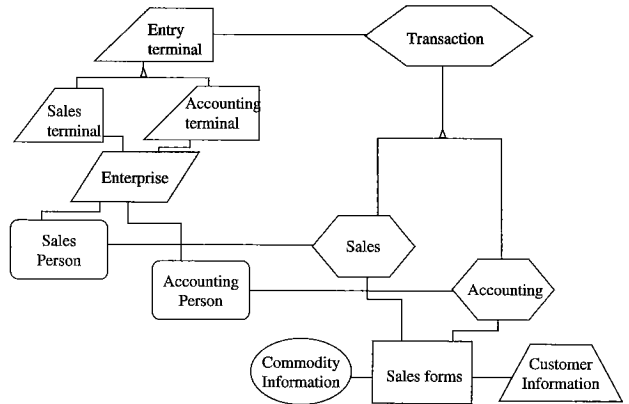 Entry
terminal
Transaction
Sales
terminal
Accounting
terminal
Enterprise
Sales
Person
Sales
Accounting
Person
Accounting
Commodity
Information
Sales forms
Customer
Information